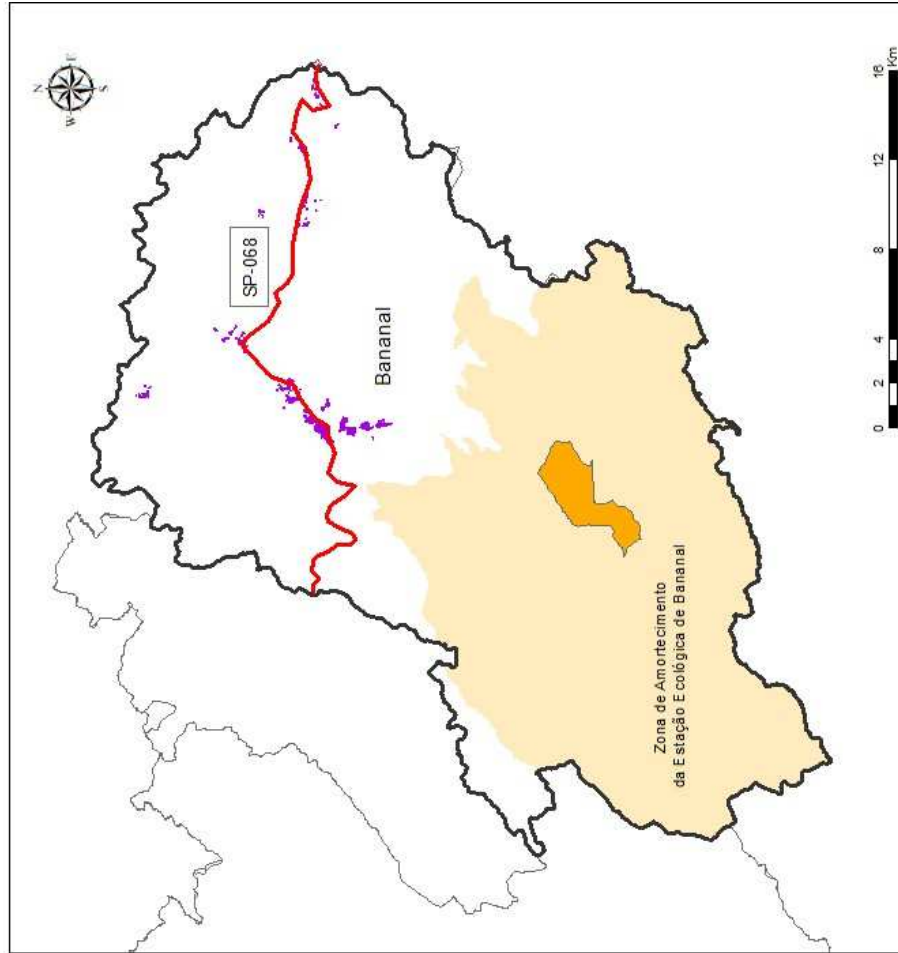 N
E
W
S
SP-068
Bananal
Zona de Amortecimento
da Estação Ecológica de Bananal
0 2 4 8 12 16
Km